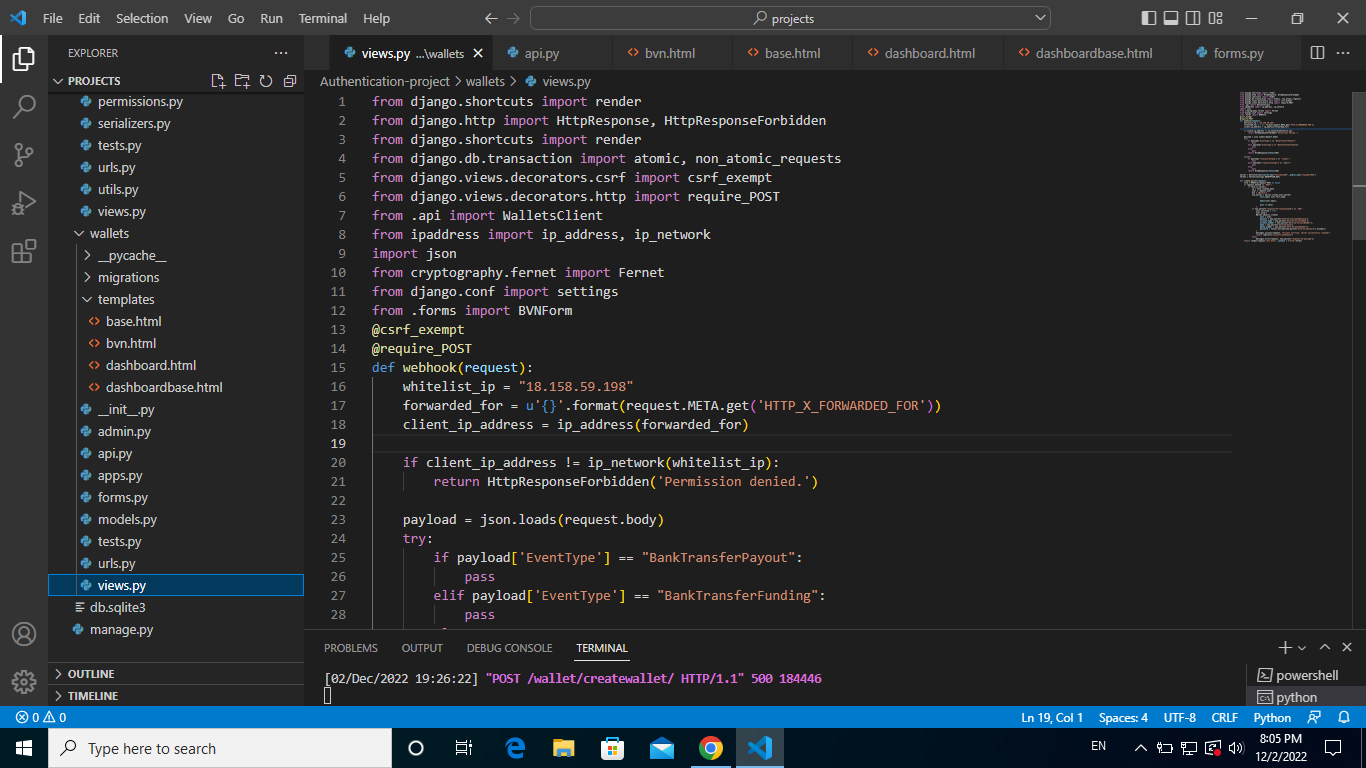 File Edit Selection View Go Run Terminal Help
projects
EXPLORER
PROJECTS
permissions.py
serializers.py
tests.py
urls.py
utils.py
views.py
wallets
__pycache__
migrations
templates
base.html
bvn.html
dashboard.html
dashboardbase.html
__init__.py
admin.py
api.py
apps.py
forms.py
models.py
tests.py
urls.py
views.py
db.sqlite3
manage.py
OUTLINE
TIMELINE
views.py ...\wallets api.py bvn.html base.html dashboard.html dashboardbase.html forms.py
Authentication-project > wallets > views.py
1 from django.shortcuts import render
2 from django.http import HttpResponse, HttpResponseForbidden
3 from django.shortcuts import render
4 from django.db.transaction import atomic, non_atomic_requests
5 from django.views.decorators.csrf import csrf_exempt
6 from django.views.decorators.http import require_POST
7 from .api import WalletsClient
8 from ipaddress import ip_address, ip_network
9 import json
10 from cryptography.fernet import Fernet
11 from django.conf import settings
12 from .forms import BVNForm
13 @csrf_exempt
14 @require_POST
15 def webhook(request):
16 whitelist_ip = "18.158.59.198"
17 forwarded_for = u'{}'.format(request.META.get('HTTP_X_FORWARDED_FOR'))
18 client_ip_address = ip_address(forwarded_for)
19
20 if client_ip_address != ip_network(whitelist_ip):
21 return HttpResponseForbidden('Permission denied.')
22
23 payload = json.loads(request.body)
24 try:
25 if payload['EventType'] == "BankTransferPayout":
26 pass
27 elif payload['EventType'] == "BankTransferFunding":
28 pass
PROBLEMS OUTPUT DEBUG CONSOLE TERMINAL
[02/Dec/2022 19:26:22] "POST /wallet/createwallet/ HTTP/1.1" 500 184446
powershell
python
0 0 Ln 19, Col 1 Spaces: 4 UTF-8 CRLF Python
Type here to search
EN
8:05 PM
12/2/2022